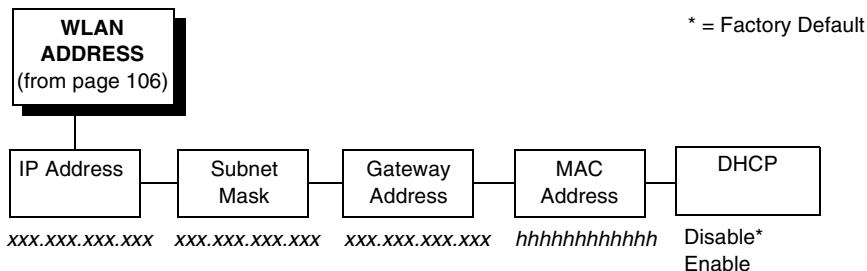 WLAN
ADDRESS
(from page 106)
* = Factory Default
IP Address
Subnet
Mask
Gateway
Address
MAC
Address
DHCP
xxx.xxx.xxx.xxx
xxx.xxx.xxx.xxx
xxx.xxx.xxx.xxx
hhhhhhhhhhhh
Disable*
Enable